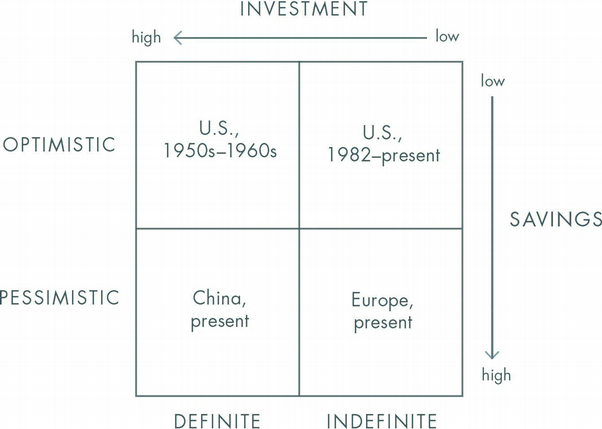 INVESTMENT
high
low
low
OPTIMISTIC
U.S.,
1950s–1960s
U.S.,
1982–present
SAVINGS
PESSIMISTIC
China,
present
Europe,
present
high
DEFINITE
INDEFINITE